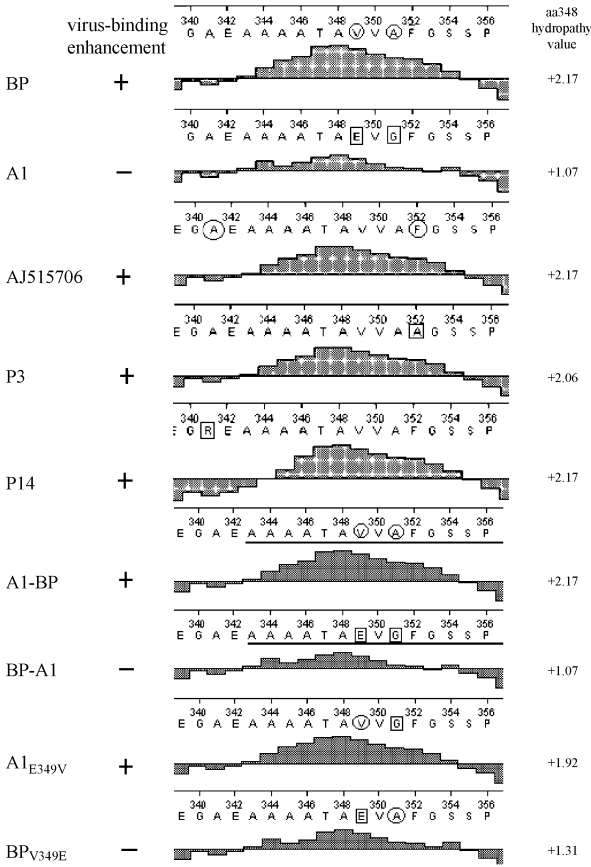 virus-binding
enhancement
aa348
hydropathy
value
340 342 344 346 348 350 352 354 356
G A E A A A A T A V V A F G S S P
BP + +2.17
340 342 344 346 348 350 352 354 356
G A E A A A A T A E V G F G S S P
A1 − +1.07
340 342 344 346 348 350 352 354 356
E G A E A A A A T A V V A F G S S P
AJ515706 + +2.17
340 342 344 346 348 350 352 354 356
E G A E A A A A T A V V A A G S S P
P3 + +2.06
340 342 344 346 348 350 352 354 356
E G R E A A A A T A V V A F G S S P
P14 + +2.17
340 342 344 346 348 350 352 354 356
E G A E A A A A T A V V A F G S S P
A1-BP + +2.17
340 342 344 346 348 350 352 354 356
E G A E A A A A T A E V G F G S S P
BP-A1 − +1.07
340 342 344 346 348 350 352 354 356
E G A E A A A A T A V V G F G S S P
A1E349V + +1.92
340 342 344 346 348 350 352 354 356
E G A E A A A A T A E V A F G S S P
BPV349E − +1.31